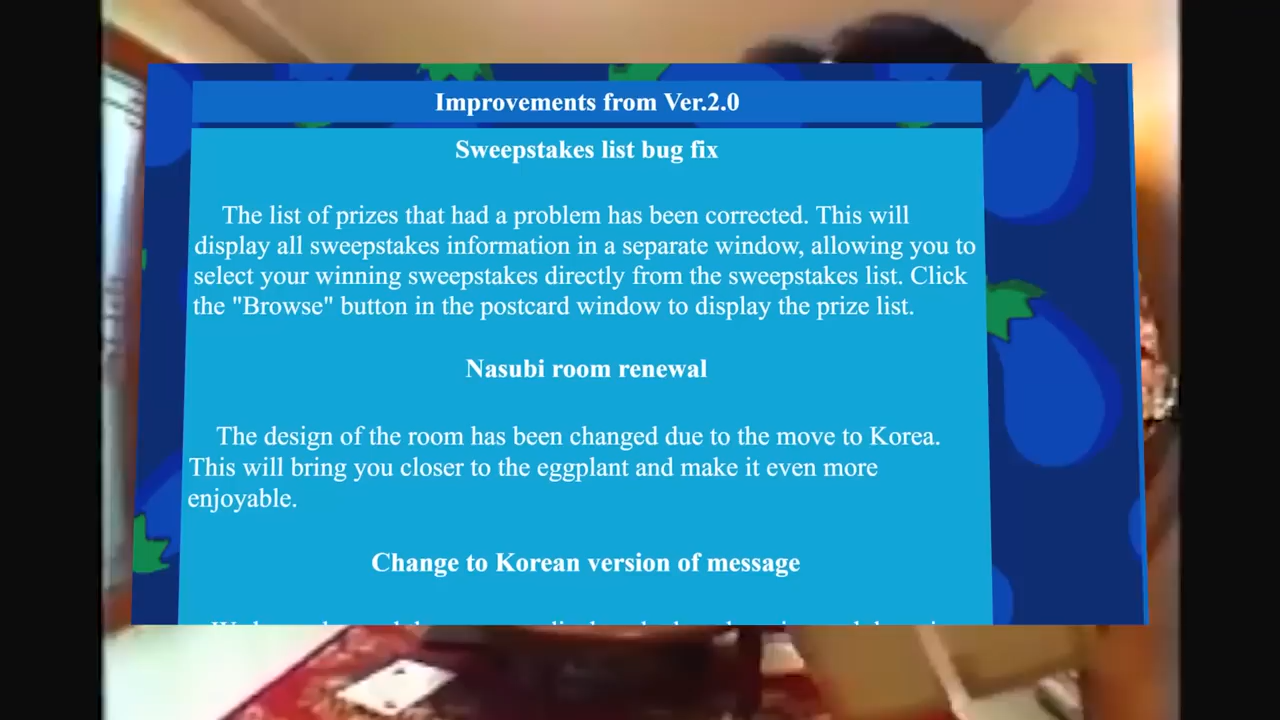 Improvements from Ver.2.0
Sweepstakes list bug fix
The list of prizes that had a problem has been corrected. This will
display all sweepstakes information in a separate window, allowing you to
select your winning sweepstakes directly from the sweepstakes list. Click
the "Browse" button in the postcard window to display the prize list.
Nasubi room renewal
The design of the room has been changed due to the move to Korea.
This will bring you closer to the eggplant and make it even more
enjoyable.
Change to Korean version of message